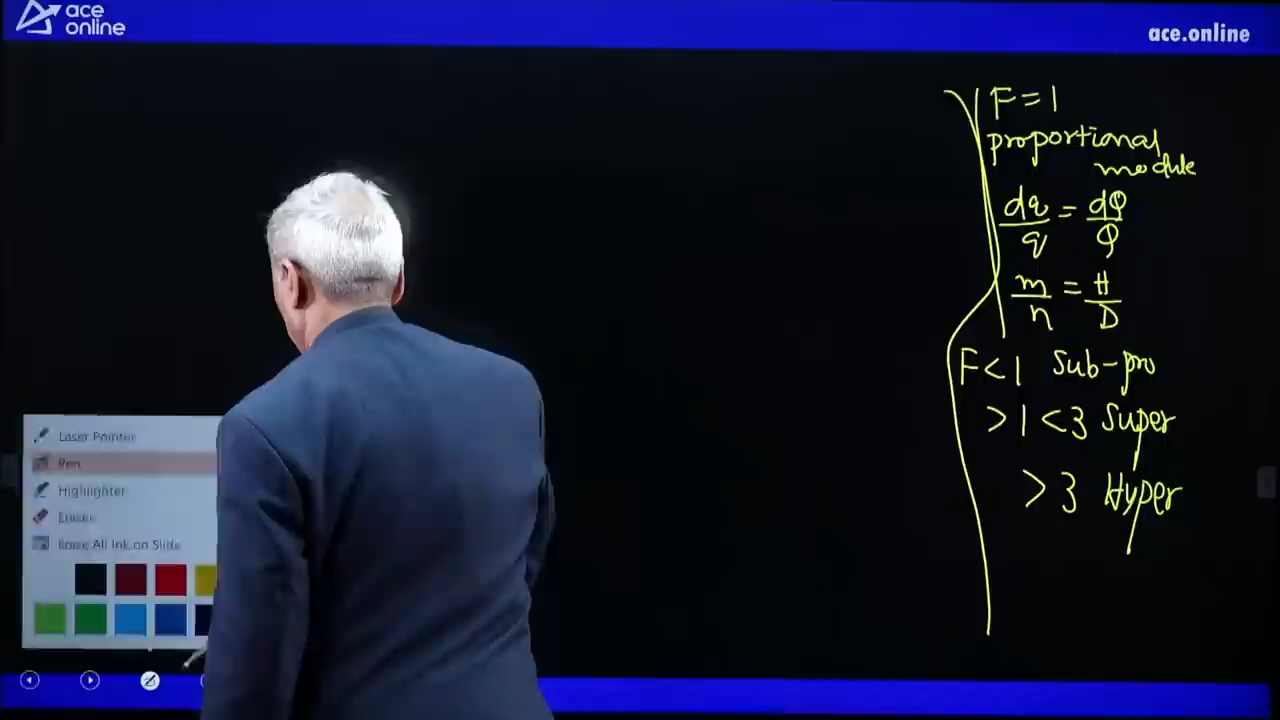 ace
online
ace.online
F = 1
proportional
module
dq/q = dQ/Q
m/n = H/D
F < 1 Sub-pro
> 1 < 3 Super
> 3 Hyper
Laser Pointer
Pen
Highlighter
Eraser
Erase All Ink on Slide